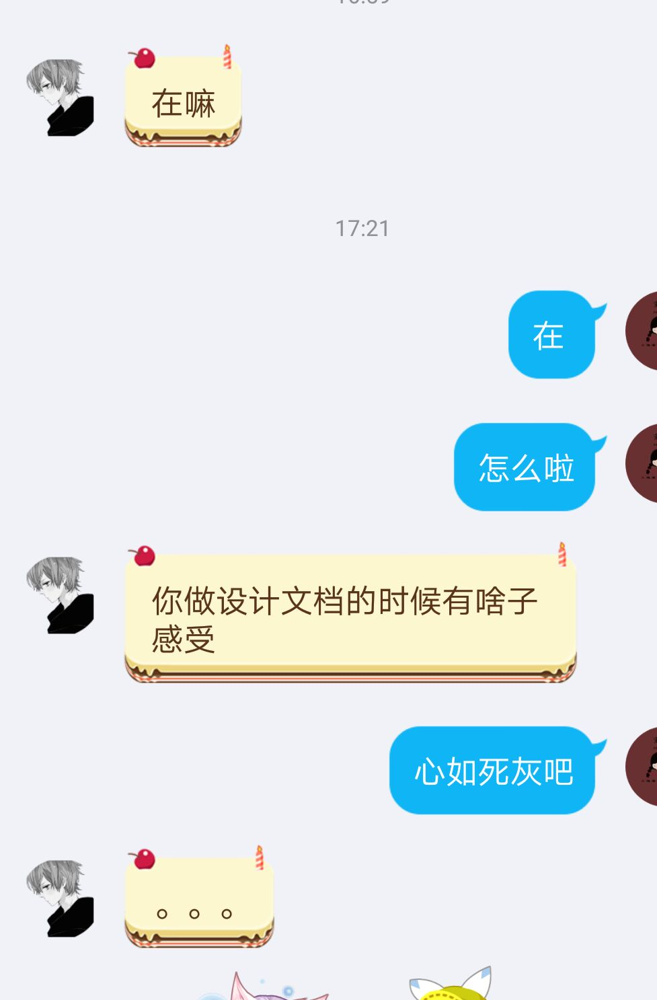 在嘛
17:21
在
怎么啦
你做设计文档的时候有啥子
感受
心如死灰吧
。。。